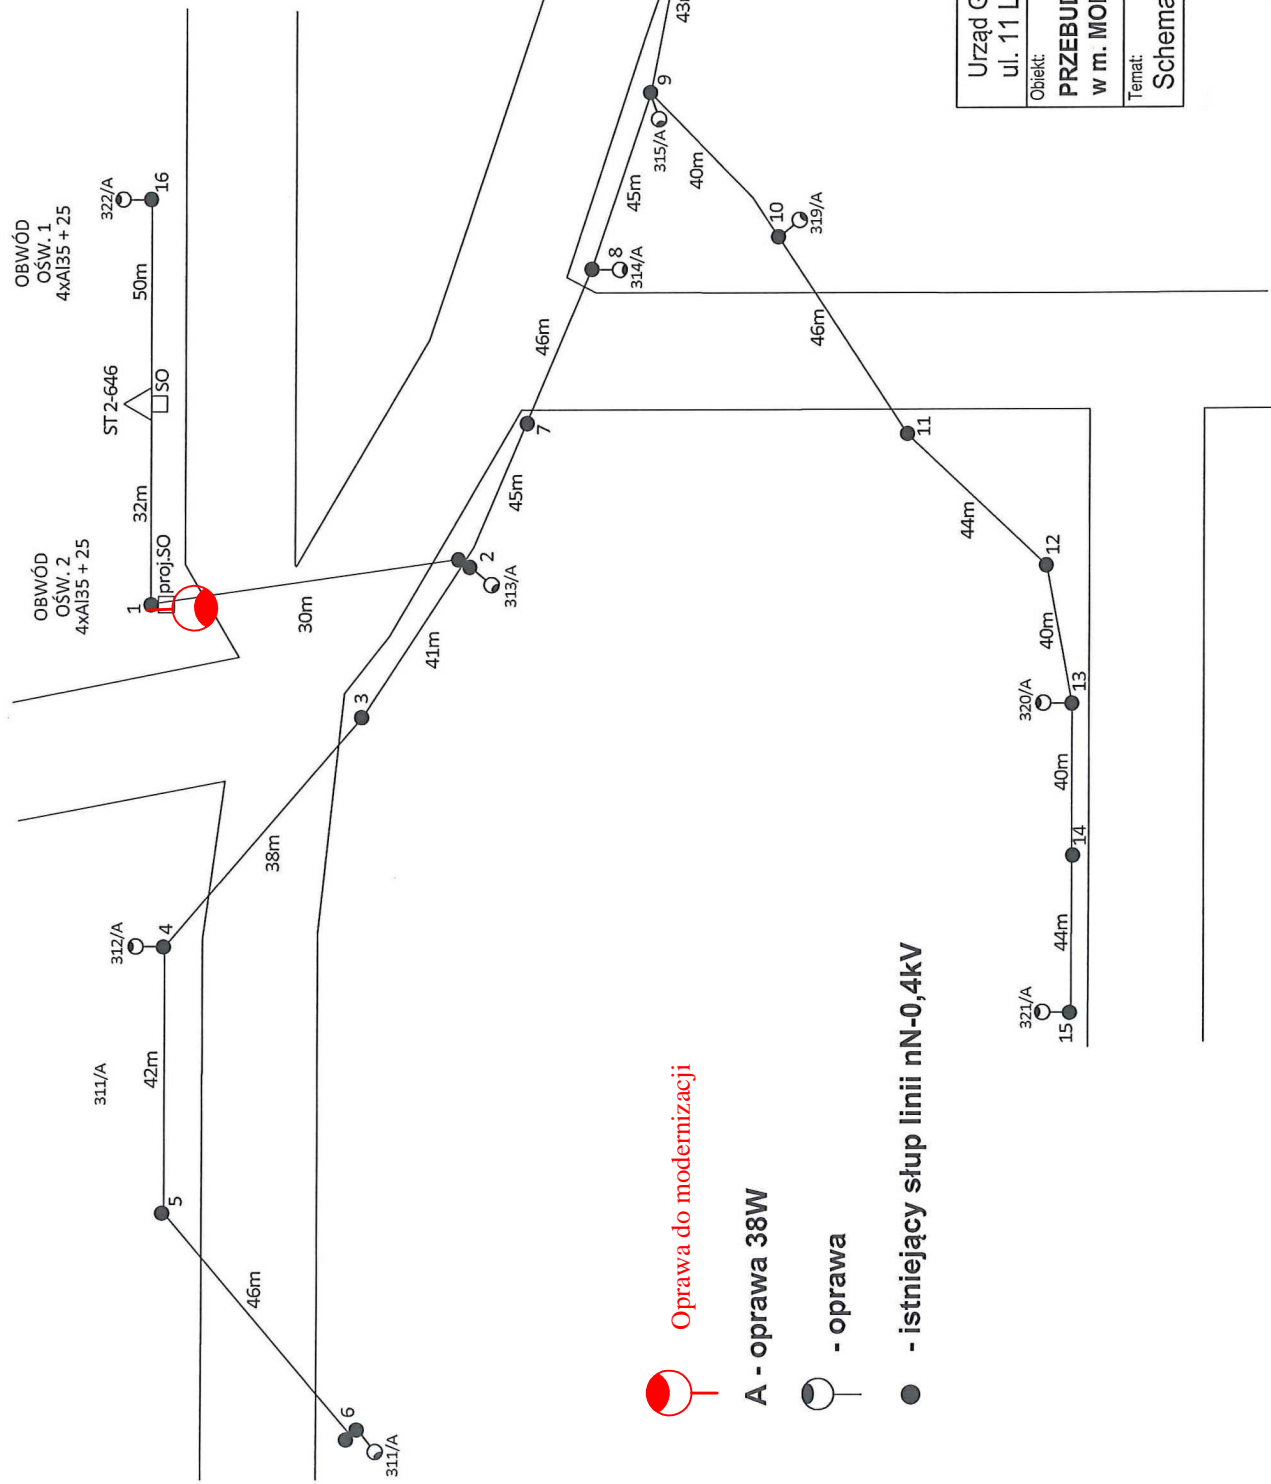 OBWÓD
OŚW. 1
4xAl35 + 25
322/A
16
50m
ST 2-646
SO
32m
OBWÓD
OŚW. 2
4xAl35 + 25
1
proj.SO
30m
2
313/A
41m
3
38m
312/A
4
42m
311/A
5
46m
6
311/A
45m
7
46m
8
314/A
45m
43
9
315/A
40m
10
319/A
46m
11
44m
12
40m
320/A
13
40m
14
44m
321/A
15
Oprawa do modernizacji
A - oprawa 38W
- oprawa
- istniejący słup linii nN-0,4kV
Urząd G
ul. 11 L
Obiekt:
PRZEBUD
w m. MO
Temat:
Schema